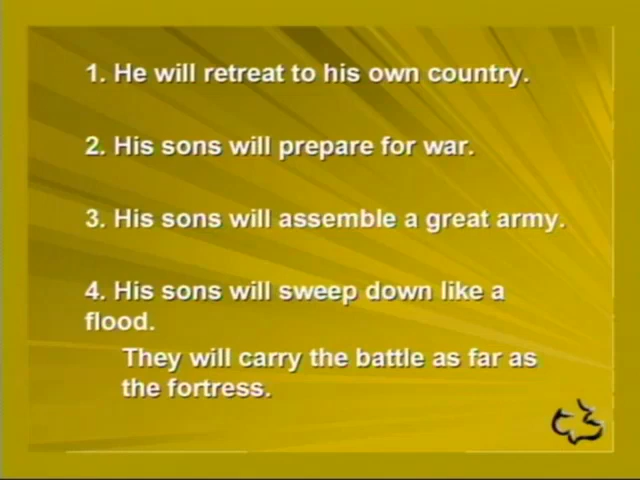 1. He will retreat to his own country.
2. His sons will prepare for war.
3. His sons will assemble a great army.
4. His sons will sweep down like a
flood.
They will carry the battle as far as
the fortress.